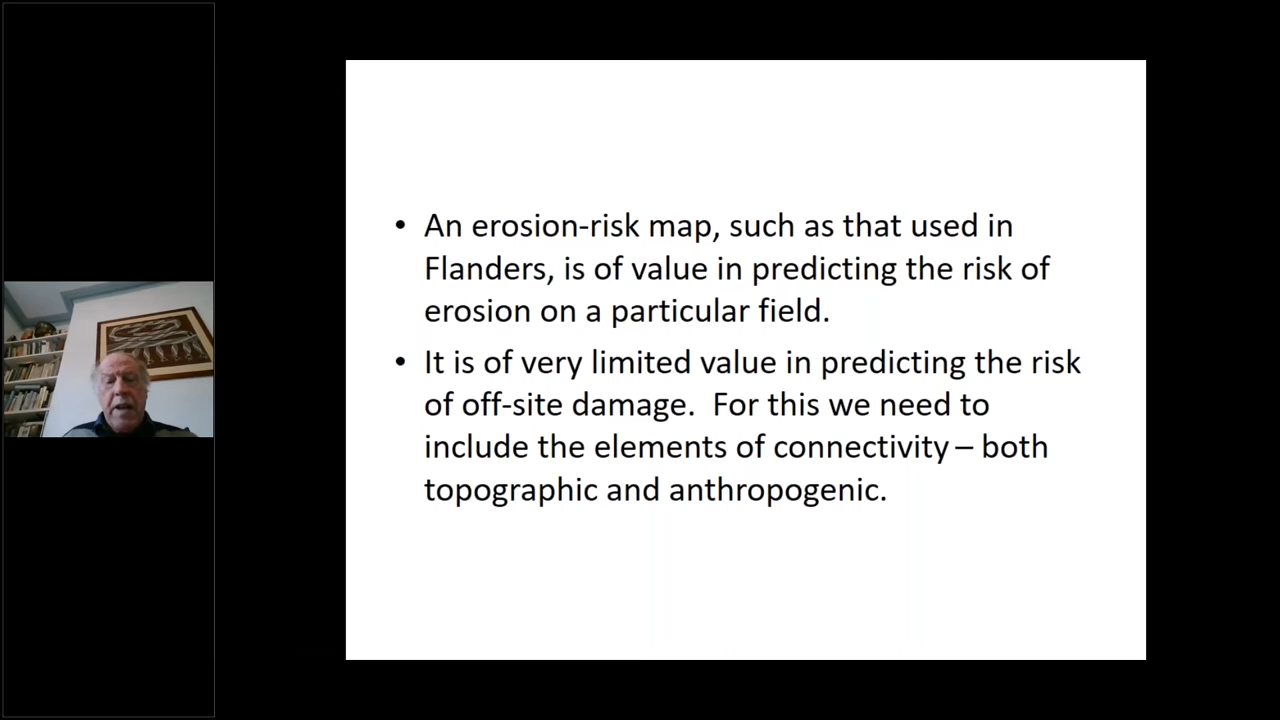 • An erosion-risk map, such as that used in
Flanders, is of value in predicting the risk of
erosion on a particular field.
• It is of very limited value in predicting the risk
of off-site damage.  For this we need to
include the elements of connectivity – both
topographic and anthropogenic.